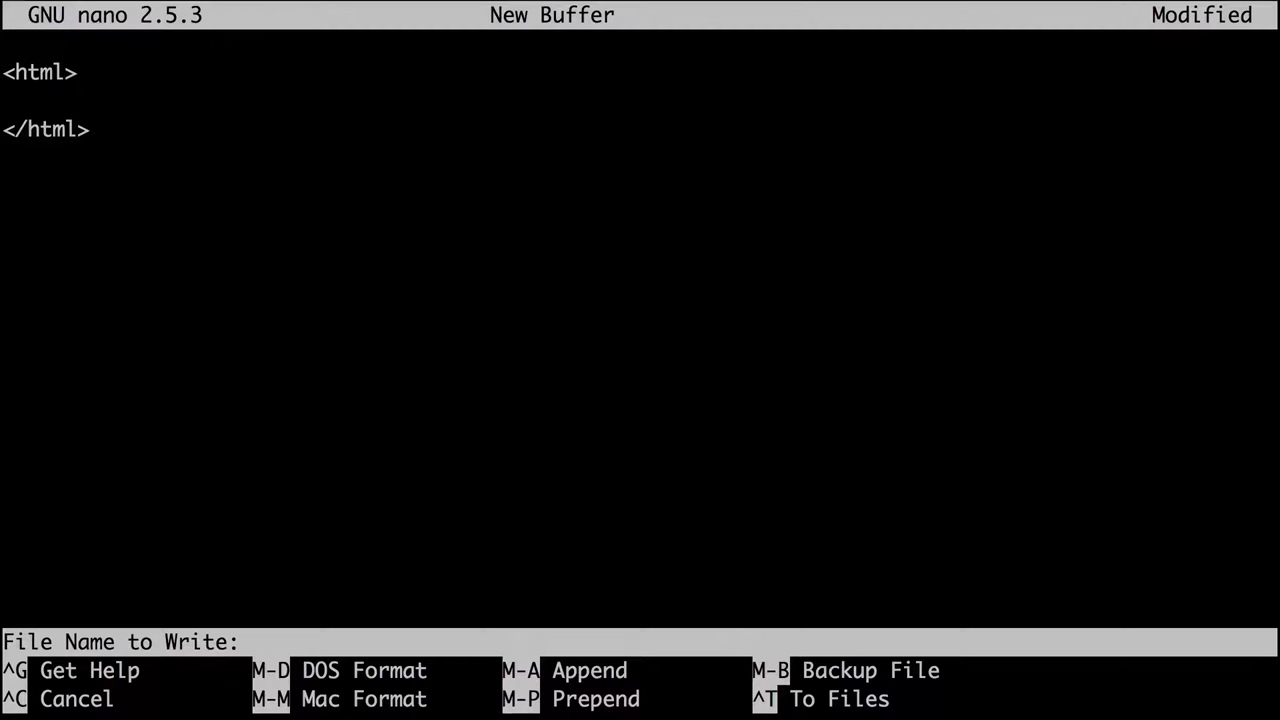 GNU nano 2.5.3 New Buffer Modified
<html>
</html>
File Name to Write:
^G Get Help M-D DOS Format M-A Append M-B Backup File
^C Cancel M-M Mac Format M-P Prepend ^T To Files